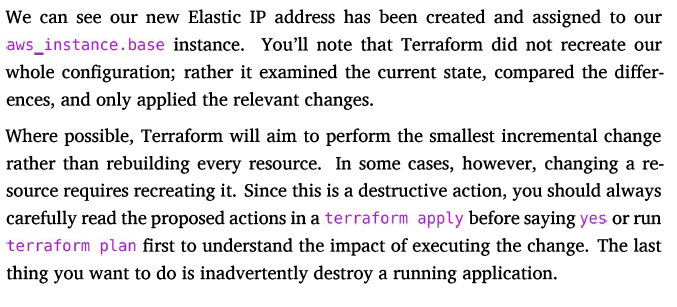 We can see our new Elastic IP address has been created and assigned to our
aws_instance.base instance. You’ll note that Terraform did not recreate our
whole configuration; rather it examined the current state, compared the differ-
ences, and only applied the relevant changes.
Where possible, Terraform will aim to perform the smallest incremental change
rather than rebuilding every resource. In some cases, however, changing a re-
source requires recreating it. Since this is a destructive action, you should always
carefully read the proposed actions in a terraform apply before saying yes or run
terraform plan first to understand the impact of executing the change. The last
thing you want to do is inadvertently destroy a running application.